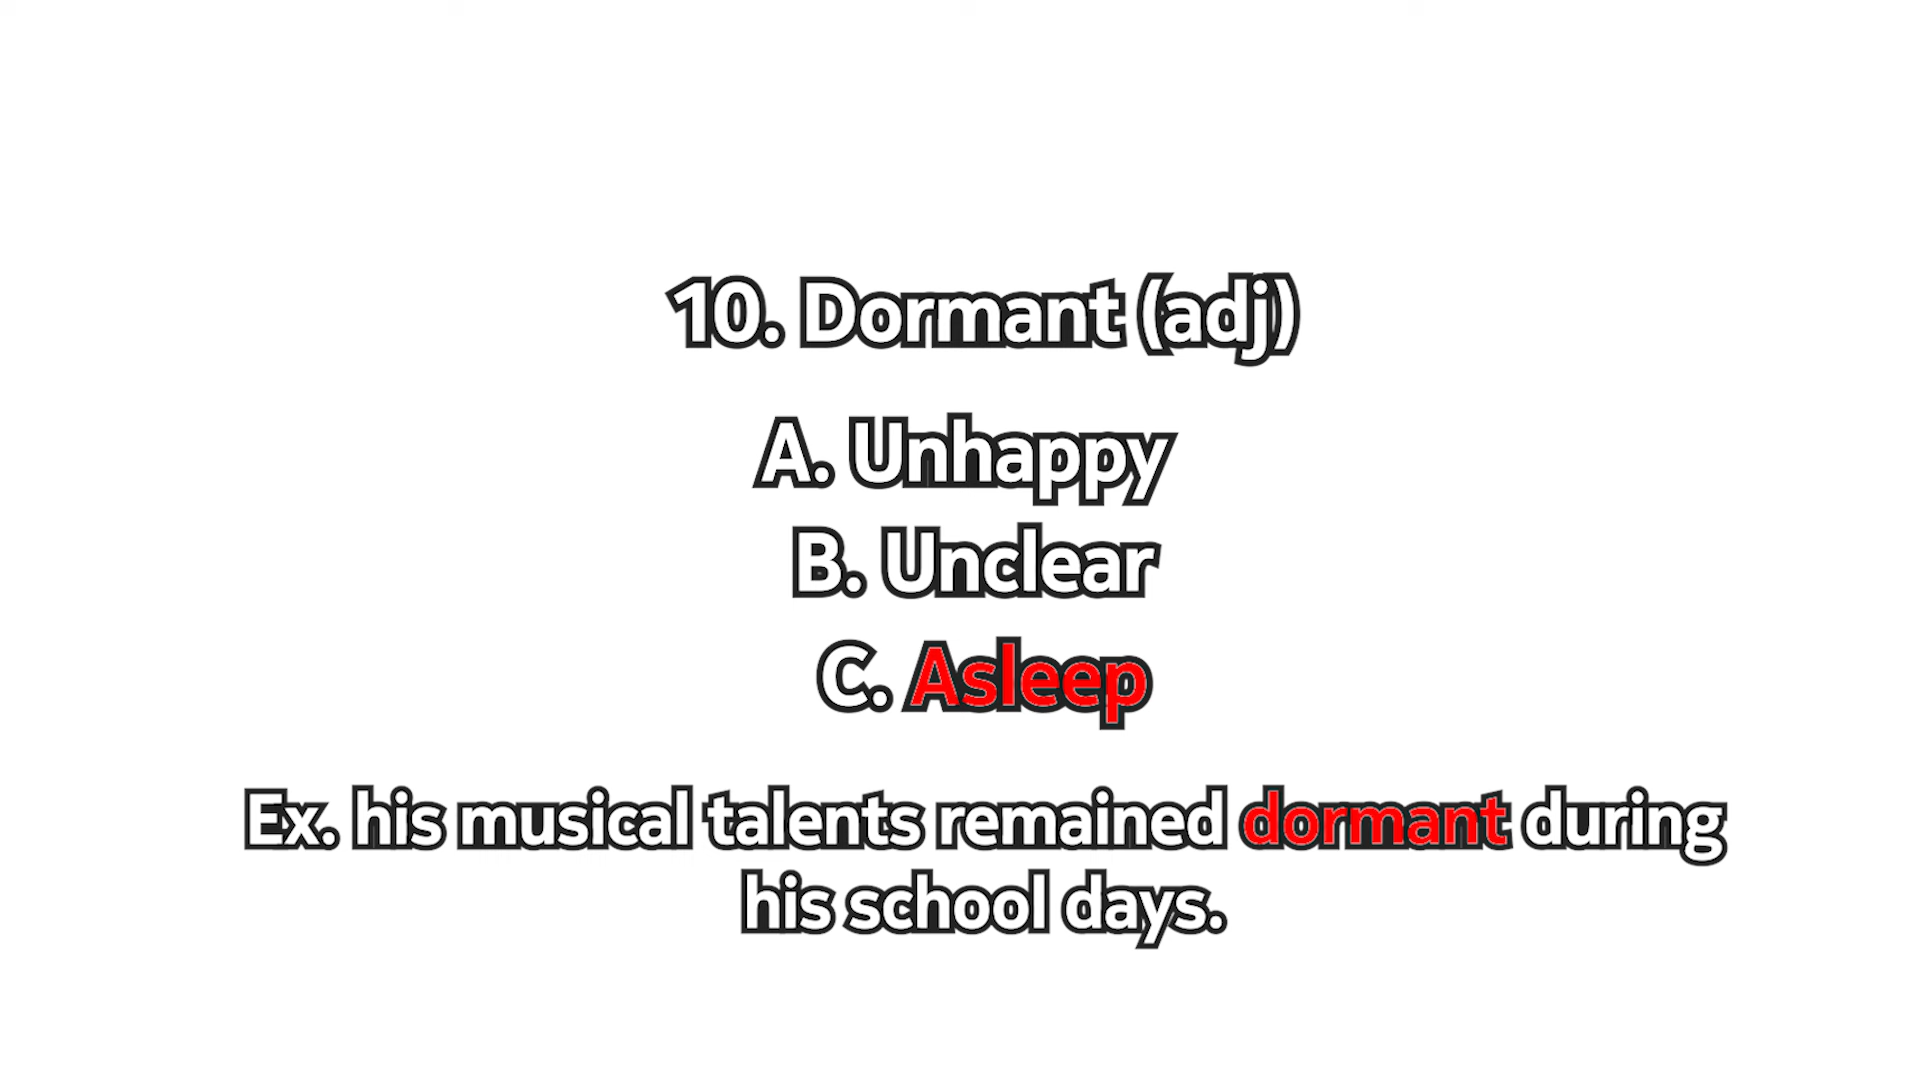 10. Dormant (adj)
A. Unhappy
B. Unclear
C. Asleep
Ex. his musical talents remained dormant during
his school days.